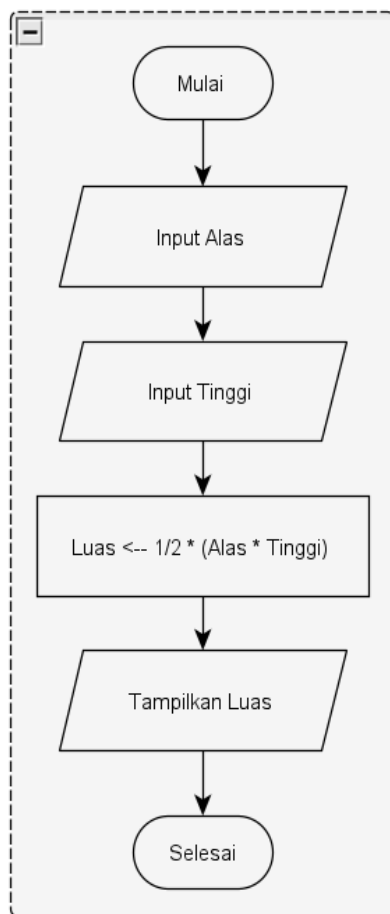 Mulai
Input Alas
Input Tinggi
Luas <-- 1/2 * (Alas * Tinggi)
Tampilkan Luas
Selesai